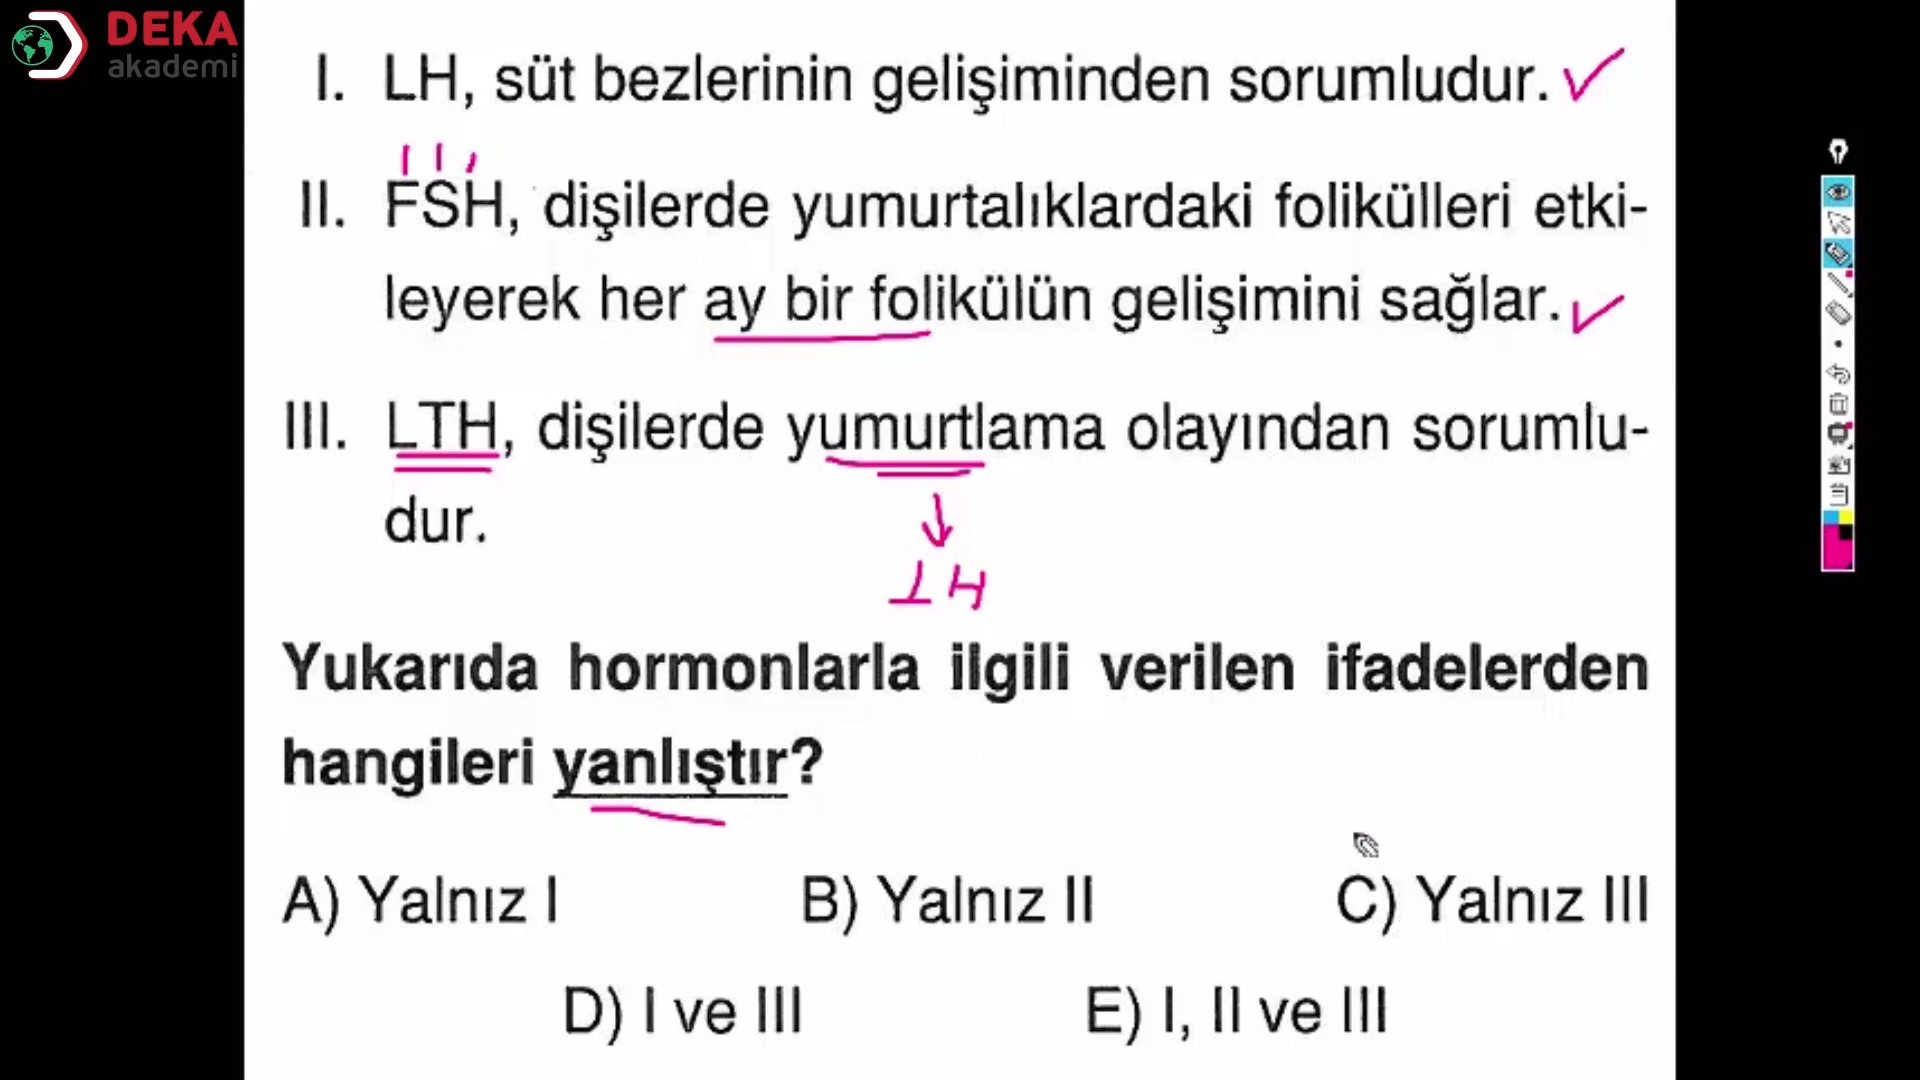 DEKA
akademi
I. LH, süt bezlerinin gelişiminden sorumludur.
II. FSH, dişilerde yumurtalıklardaki folikülleri etki-
leyerek her ay bir folikülün gelişimini sağlar.
III. LTH, dişilerde yumurtlama olayından sorumlu-
dur.
LH
Yukarıda hormonlarla ilgili verilen ifadelerden
hangileri yanlıştır?
A) Yalnız I B) Yalnız II C) Yalnız III
D) I ve III E) I, II ve III